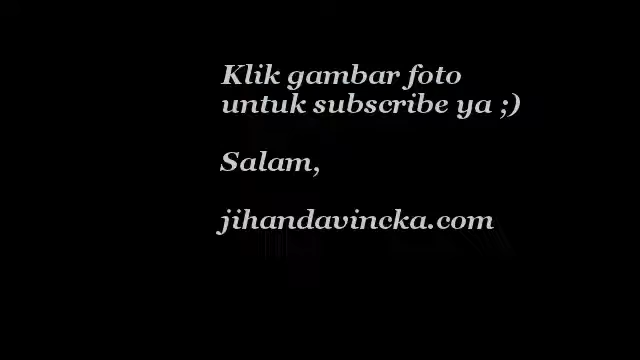 Klik gambar foto
untuk subscribe ya ;)
Salam,
jihandavincka.com